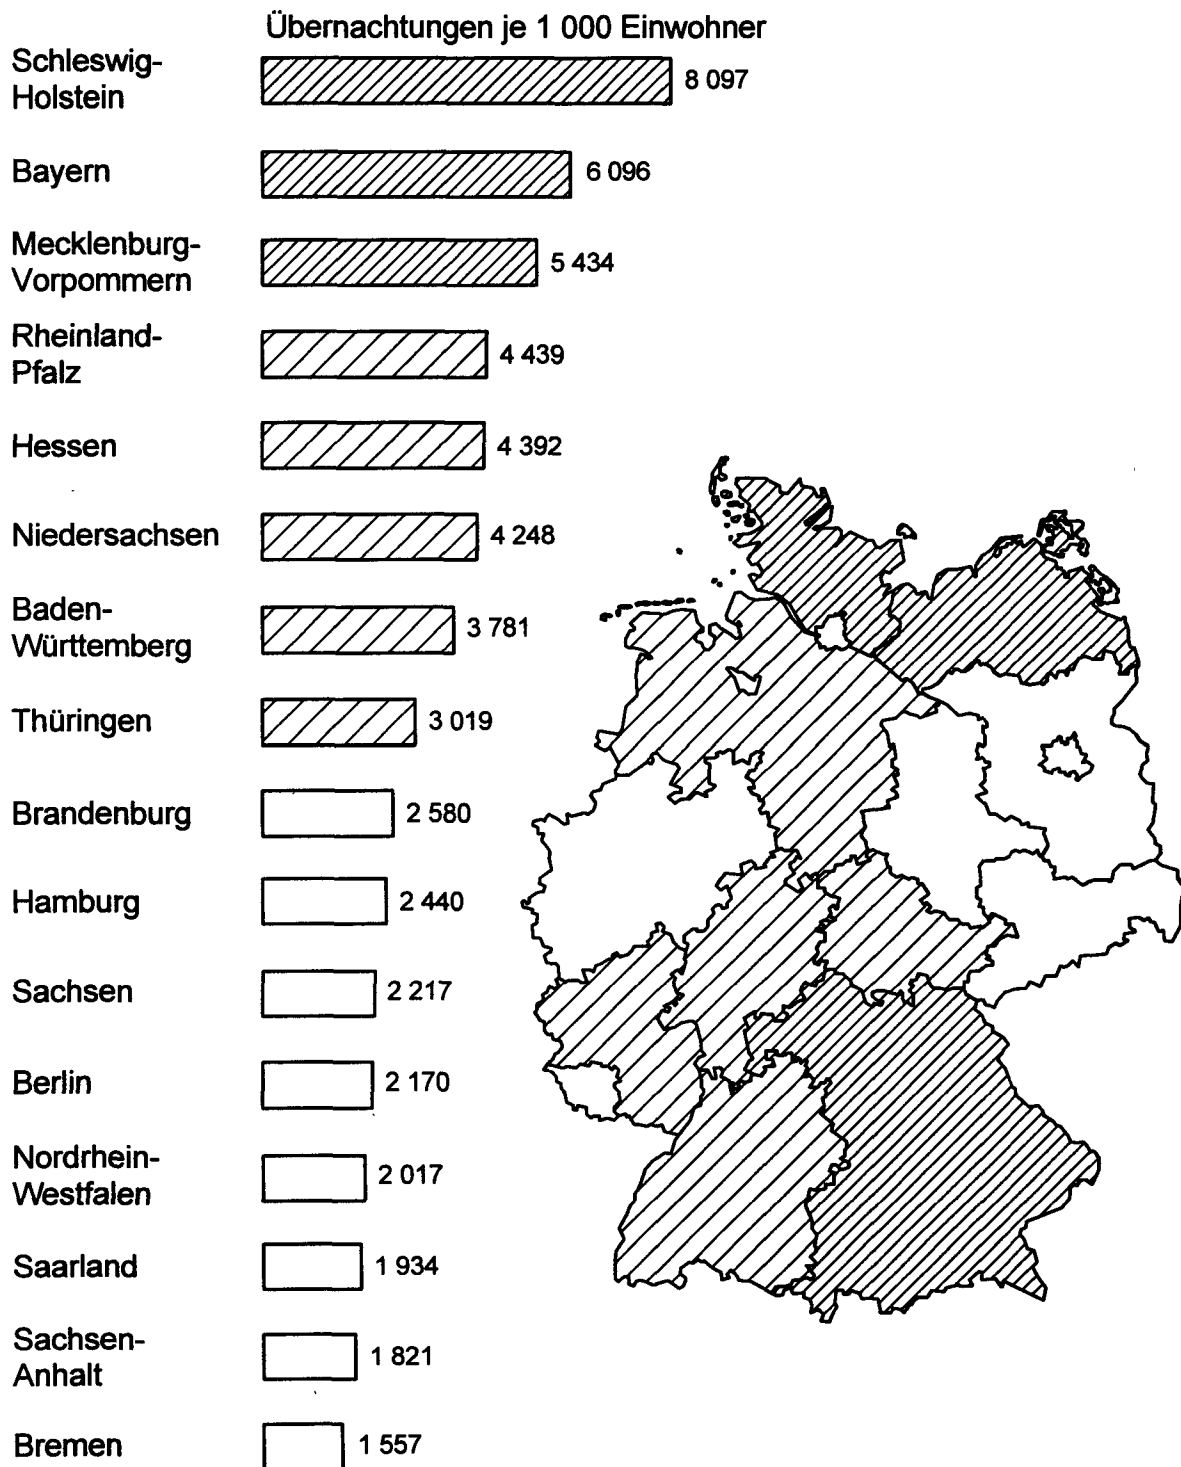 Übernachtungen je 1 000 Einwohner
Schleswig-
Holstein
8 097
Bayern
6 096
Mecklenburg-
Vorpommern
5 434
Rheinland-
Pfalz
4 439
Hessen
4 392
Niedersachsen
4 248
Baden-
Württemberg
3 781
Thüringen
3 019
Brandenburg
2 580
Hamburg
2 440
Sachsen
2 217
Berlin
2 170
Nordrhein-
Westfalen
2 017
Saarland
1 934
Sachsen-
Anhalt
1 821
Bremen
1 557